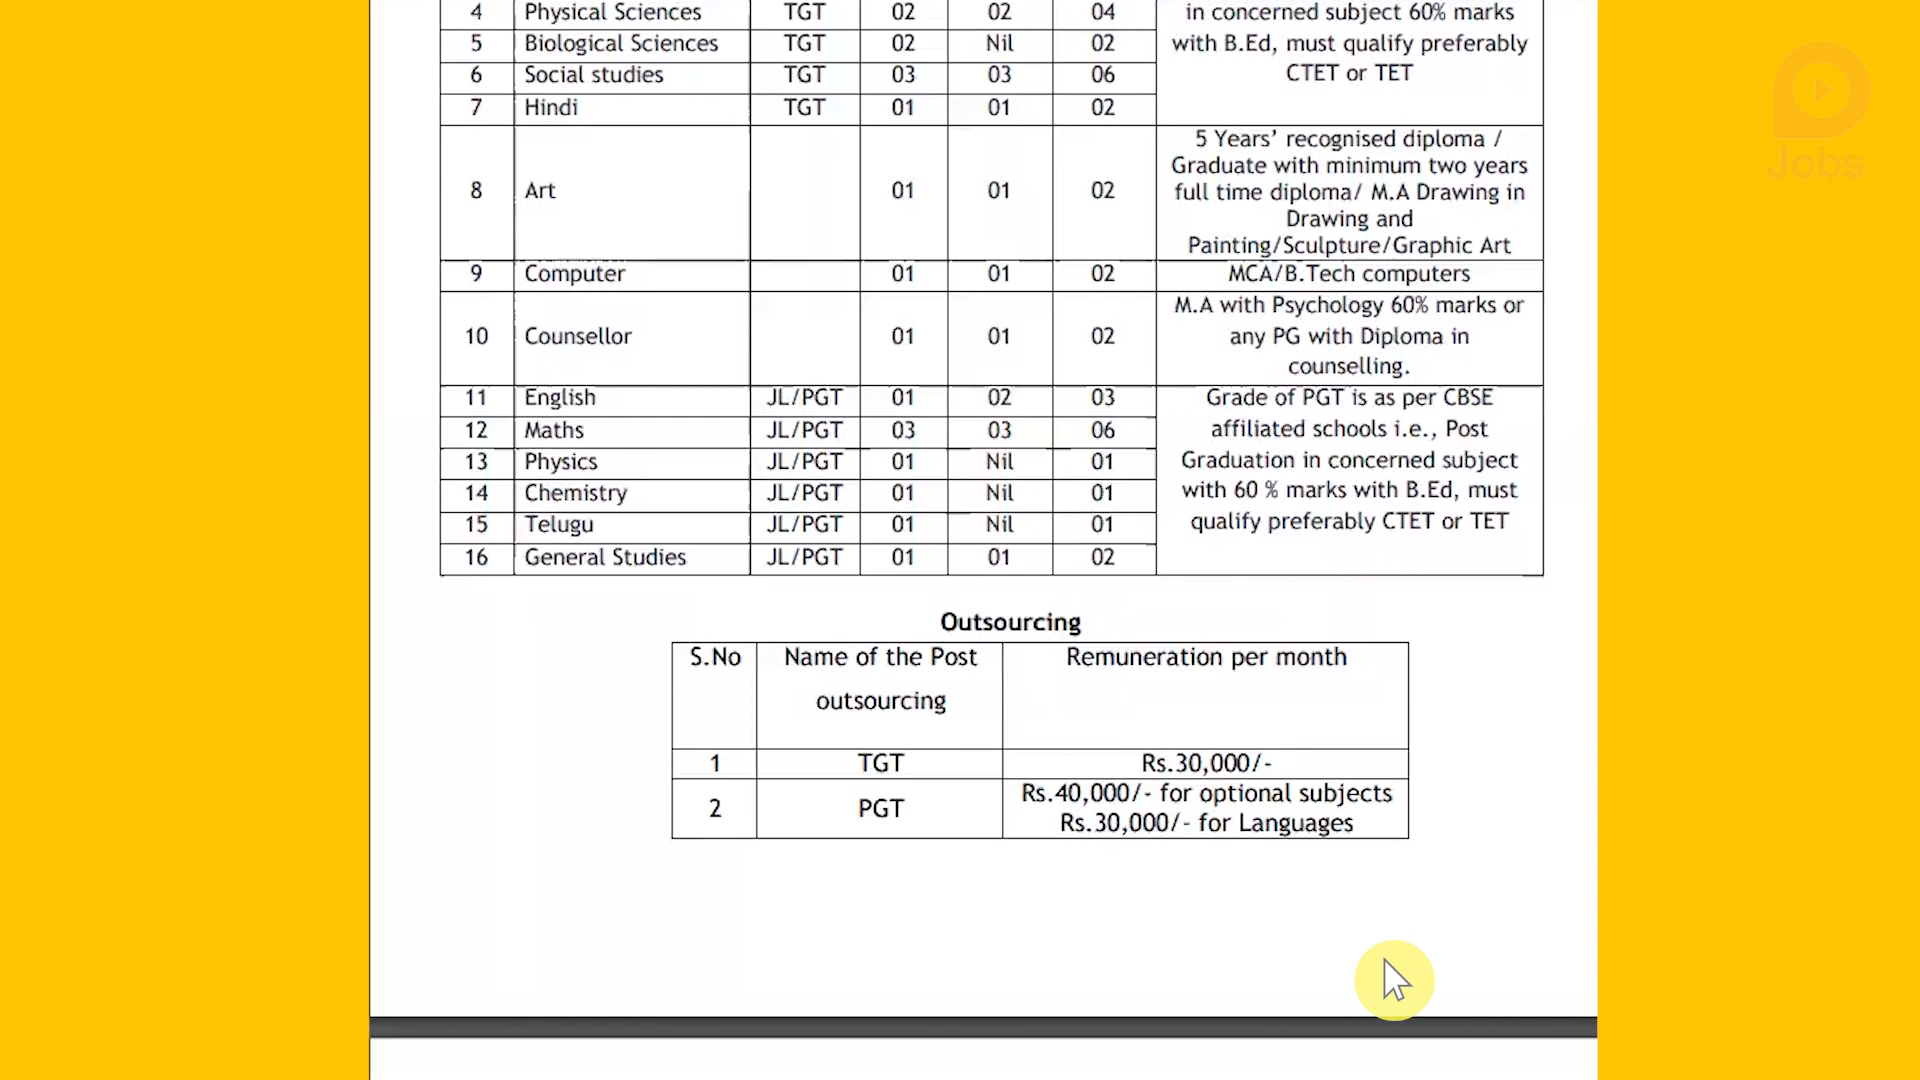 4 Physical Sciences TGT 02 02 04 in concerned subject 60% marks
5 Biological Sciences TGT 02 Nil 02 with B.Ed, must qualify preferably
6 Social studies TGT 03 03 06 CTET or TET
7 Hindi TGT 01 01 02
5 Years’ recognised diploma /
Graduate with minimum two years
8 Art 01 01 02 full time diploma/ M.A Drawing in
Drawing and
Painting/Sculpture/Graphic Art
9 Computer 01 01 02 MCA/B.Tech computers
M.A with Psychology 60% marks or
10 Counsellor 01 01 02 any PG with Diploma in
counselling.
11 English JL/PGT 01 02 03 Grade of PGT is as per CBSE
12 Maths JL/PGT 03 03 06 affiliated schools i.e., Post
13 Physics JL/PGT 01 Nil 01 Graduation in concerned subject
14 Chemistry JL/PGT 01 Nil 01 with 60 % marks with B.Ed, must
15 Telugu JL/PGT 01 Nil 01 qualify preferably CTET or TET
16 General Studies JL/PGT 01 01 02
Outsourcing
S.No Name of the Post Remuneration per month
outsourcing
1 TGT Rs.30,000/-
Rs.40,000/- for optional subjects
2 PGT
Rs.30,000/- for Languages
Jobs